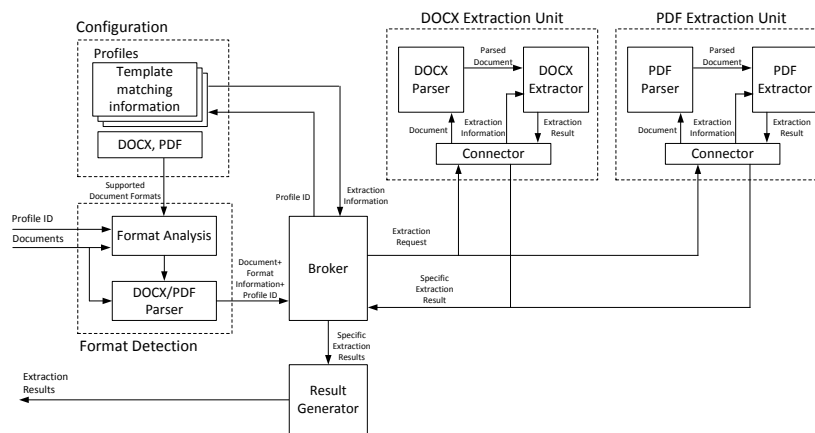 Configuration
Profiles
Template
matching
information
DOCX, PDF
Supported
Document Formats
Profile ID
Documents
Format Analysis
DOCX/PDF
Parser
Format Detection
Document+
Format
Information+
Profile ID
Profile ID
Extraction
Information
Broker
Specific
Extraction
Results
Result
Generator
Extraction
Results
DOCX Extraction Unit
DOCX
Parser
Parsed
Document
DOCX
Extractor
Document
Extraction
Information
Extraction
Result
Connector
PDF Extraction Unit
PDF
Parser
Parsed
Document
PDF
Extractor
Document
Extraction
Information
Extraction
Result
Connector
Extraction
Request
Specific
Extraction
Result